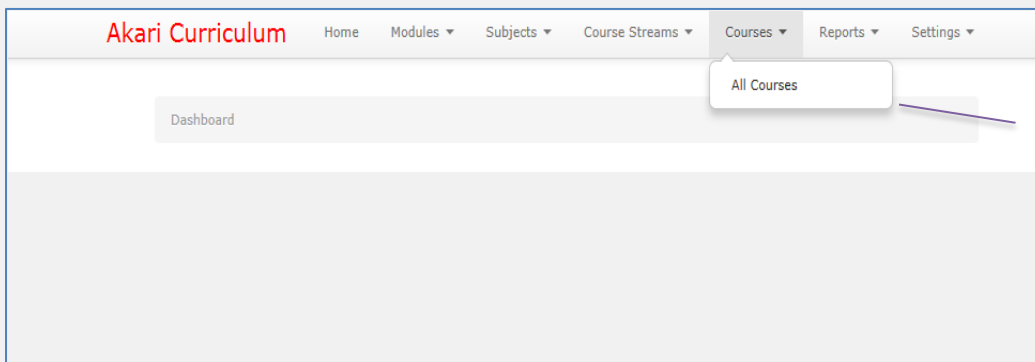 Akari Curriculum Home Modules Subjects Course Streams Courses Reports Settings
All Courses
Dashboard